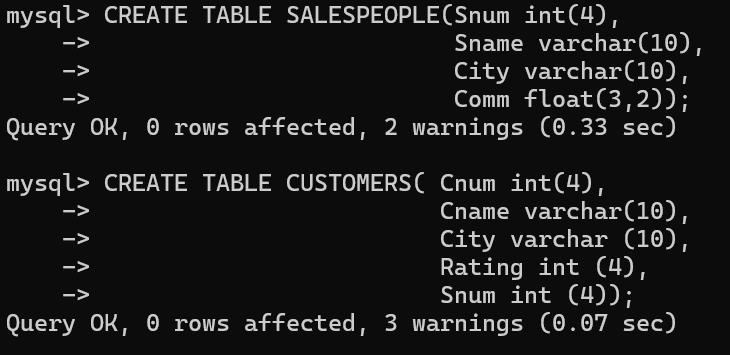 mysql> CREATE TABLE SALESPEOPLE(Snum int(4),
    -> Sname varchar(10),
    -> City varchar(10),
    -> Comm float(3,2));
Query OK, 0 rows affected, 2 warnings (0.33 sec)
mysql> CREATE TABLE CUSTOMERS( Cnum int(4),
    -> Cname varchar(10),
    -> City varchar (10),
    -> Rating int (4),
    -> Snum int (4));
Query OK, 0 rows affected, 3 warnings (0.07 sec)